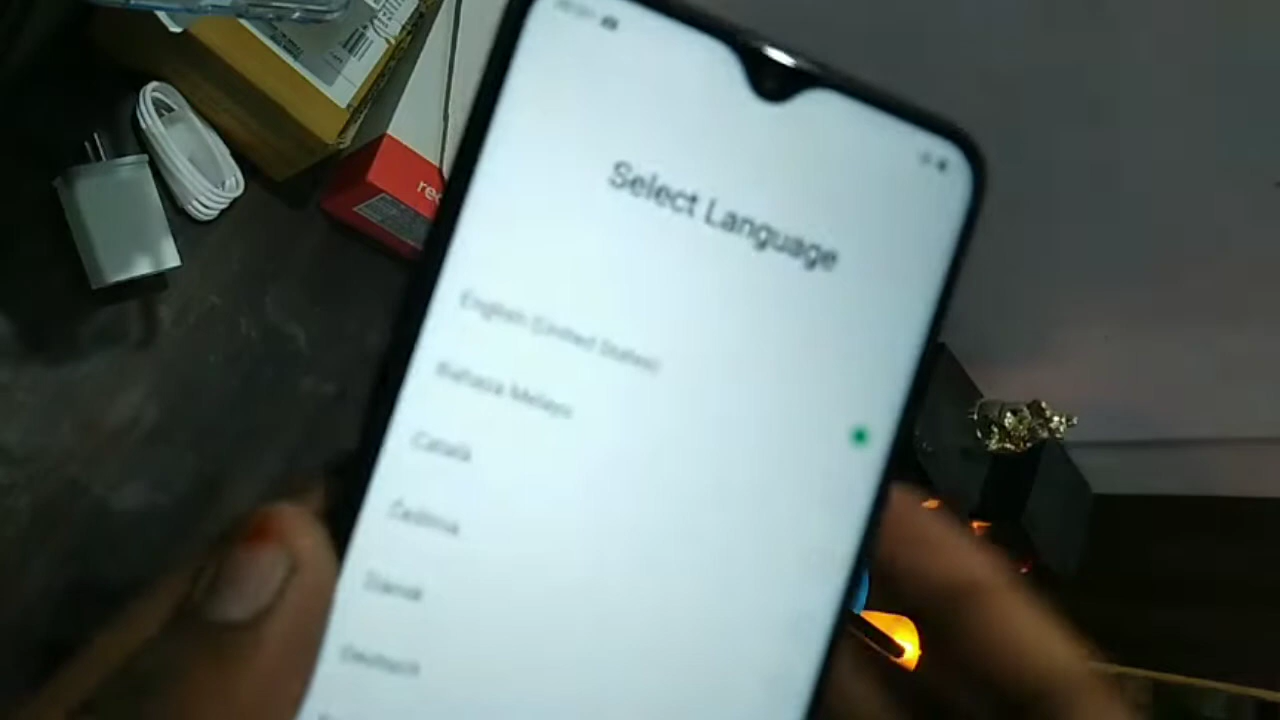 Select Language
English (United States)
Bahasa Melayu
Català
Čeština
Dansk
Deutsch